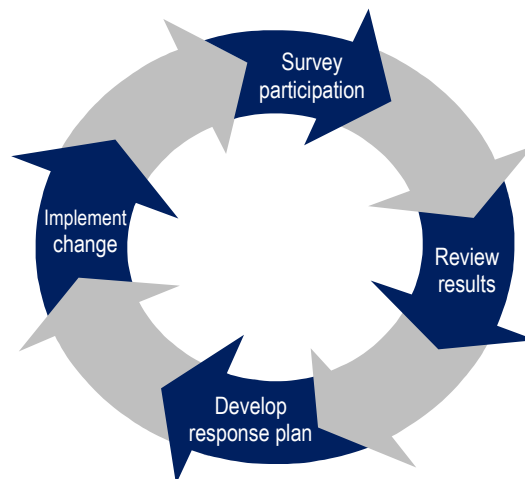 Survey
participation
Review
results
Develop
response plan
Implement
change